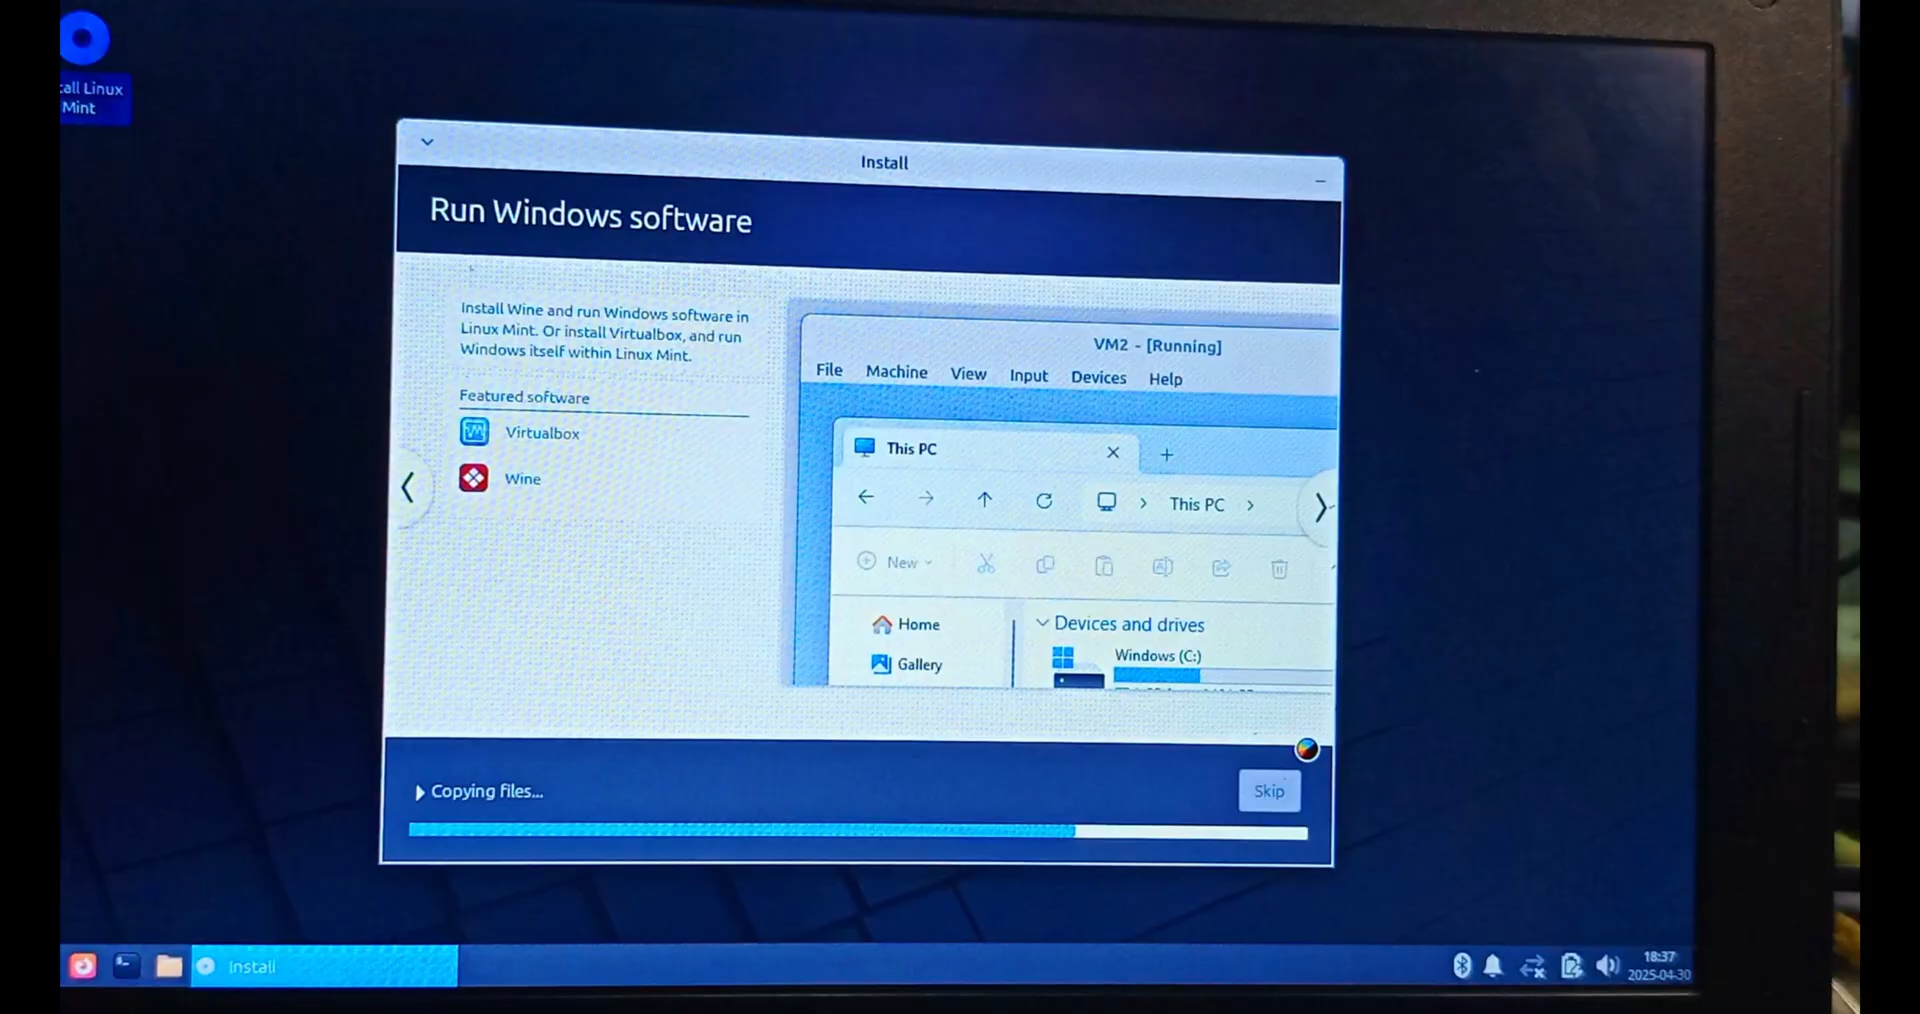 all Linux
Mint
Install
Run Windows software
Install Wine and run Windows software in
Linux Mint. Or install Virtualbox, and run
Windows itself within Linux Mint.
Featured software
Virtualbox
Wine
VM2 - [Running]
File Machine View Input Devices Help
This PC
This PC
New
Home
Gallery
Devices and drives
Windows (C:)
Copying files...
Skip
Install
18:37
2025-04-30